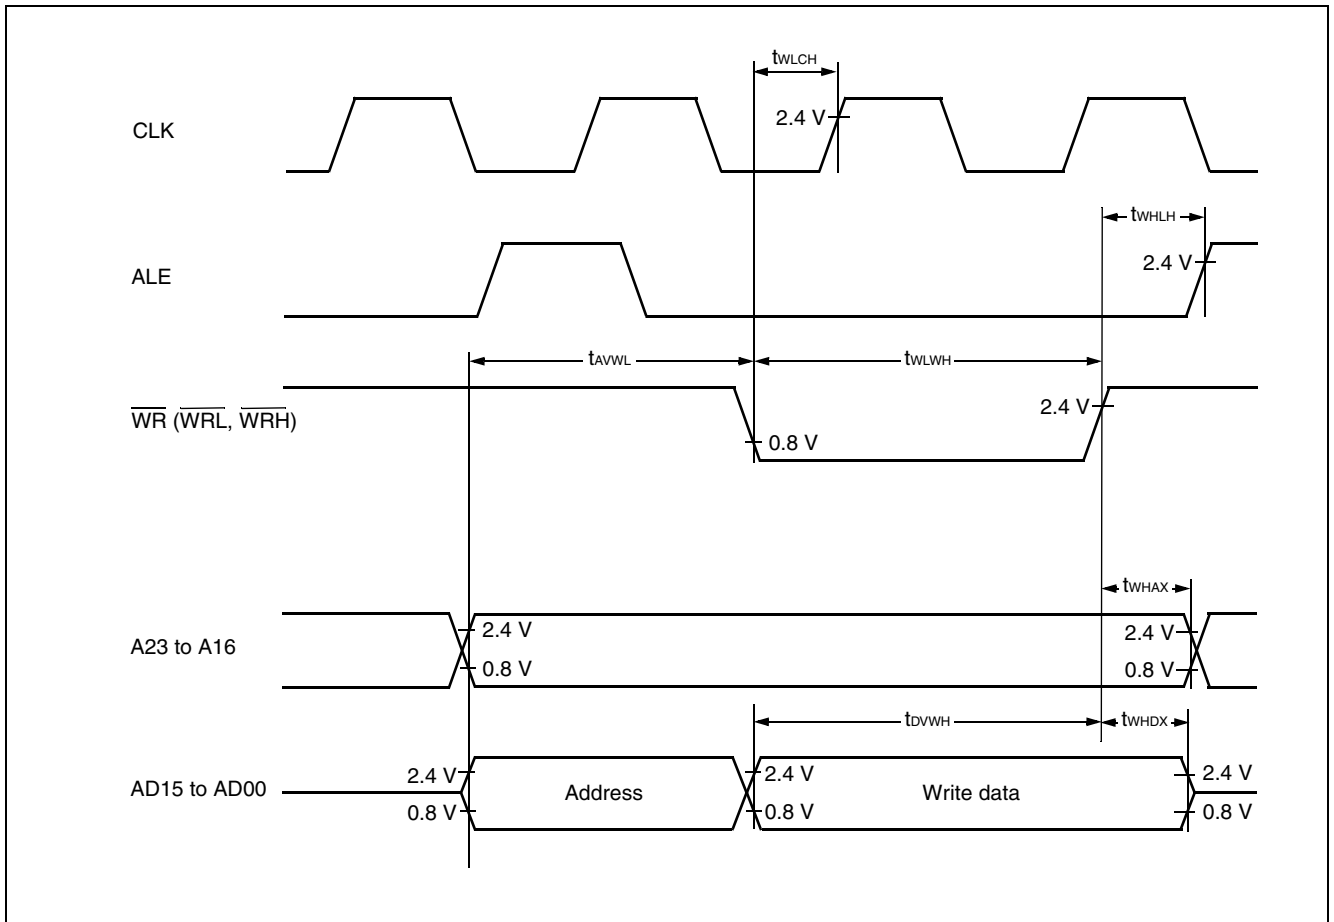 tWLCH
CLK
2.4 V
tWHLH
ALE
2.4 V
tAVWL
tWLWH
WR (WRL, WRH)
2.4 V
0.8 V
tWHAX
A23 to A16
2.4 V
0.8 V
2.4 V
0.8 V
tDVWH
tWHDX
AD15 to AD00
2.4 V
0.8 V
Address
2.4 V
0.8 V
Write data
2.4 V
0.8 V